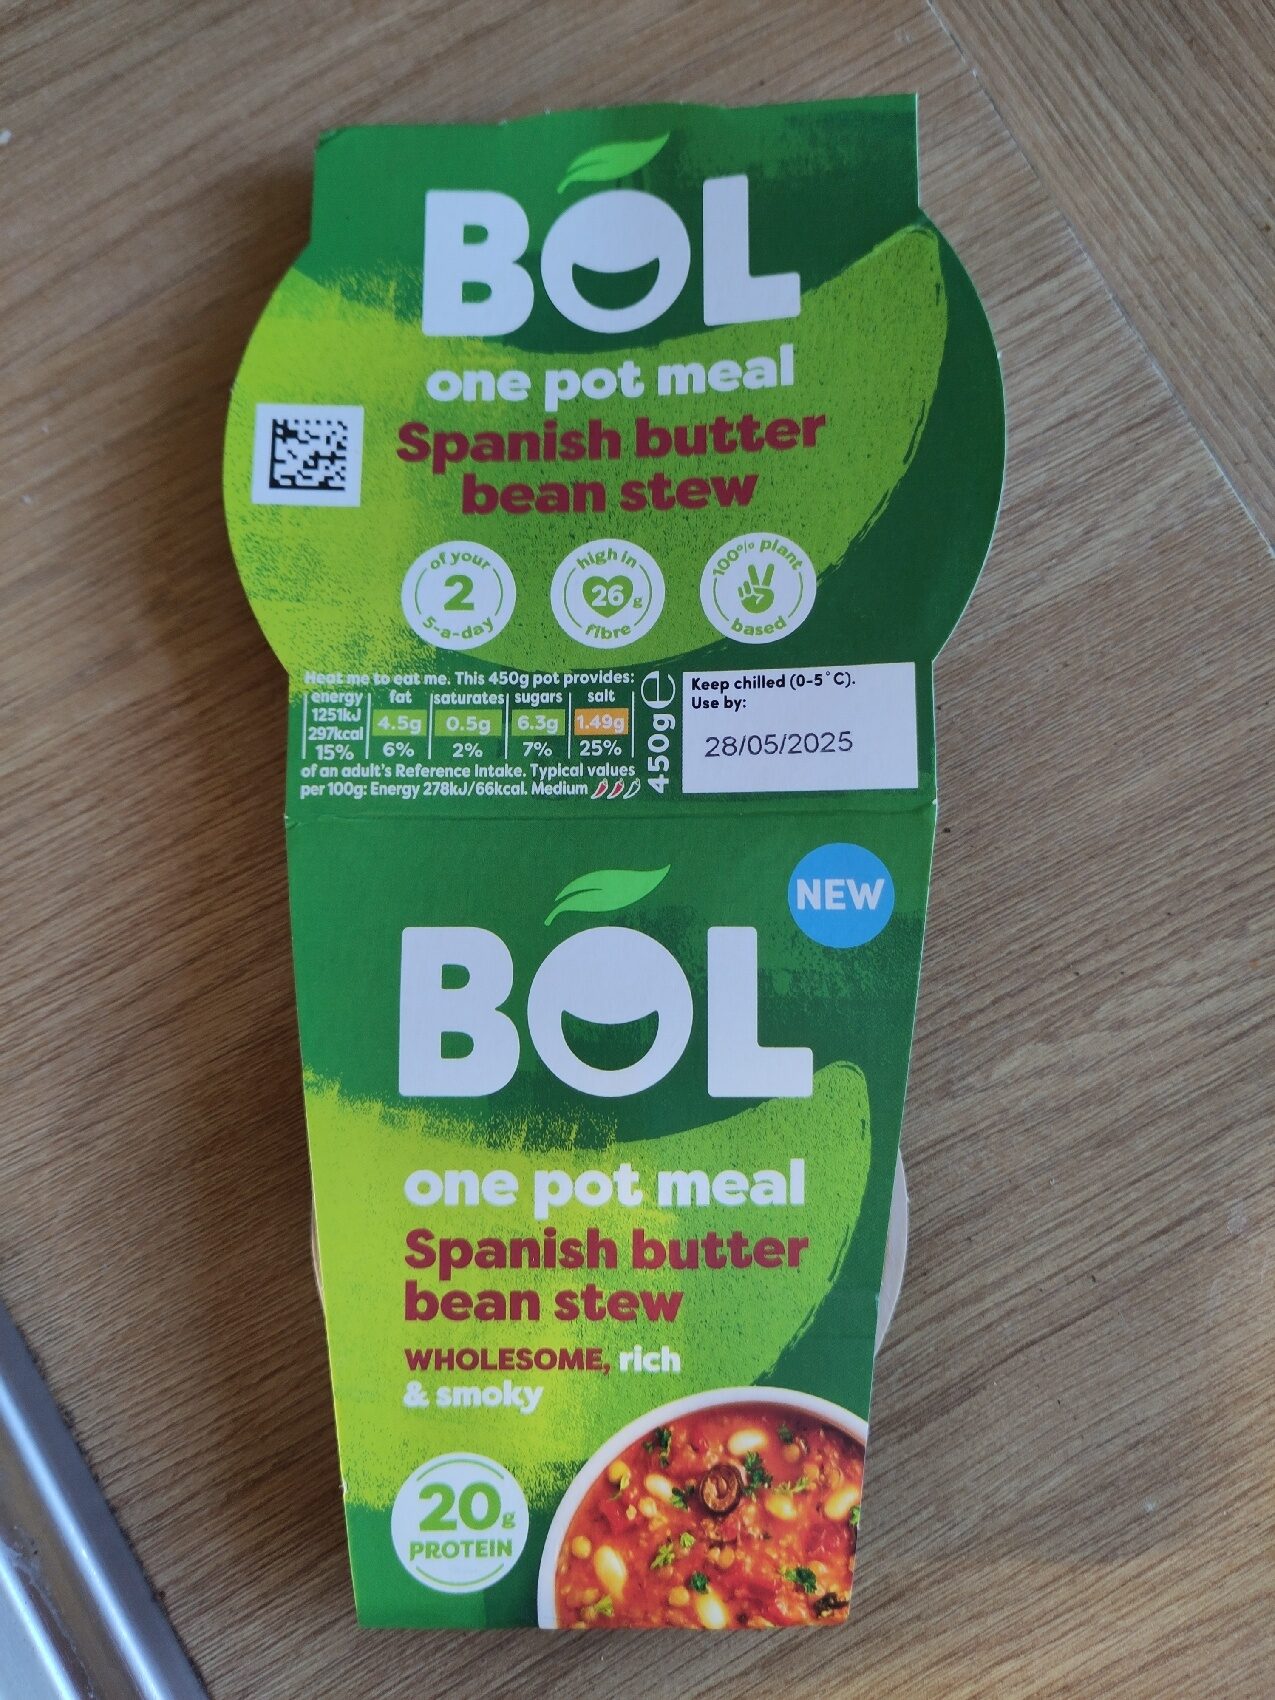 BOL
one pot meal
Spanish butter
bean stew
of your
2
5-a-day
high in
26g
fibre
100% plant
based
Heat me to eat me. This 450g pot provides:
energy fat saturates sugars salt
1251kJ
297kcal 4.5g 0.5g 6.3g 1.49g
15% 6% 2% 7% 25%
of an adult's Reference Intake. Typical values
per 100g: Energy 278kJ/66kcal. Medium
450g e
Keep chilled (0-5°C).
Use by:
28/05/2025
NEW
BOL
one pot meal
Spanish butter
bean stew
WHOLESOME, rich
& smoky
20g
PROTEIN